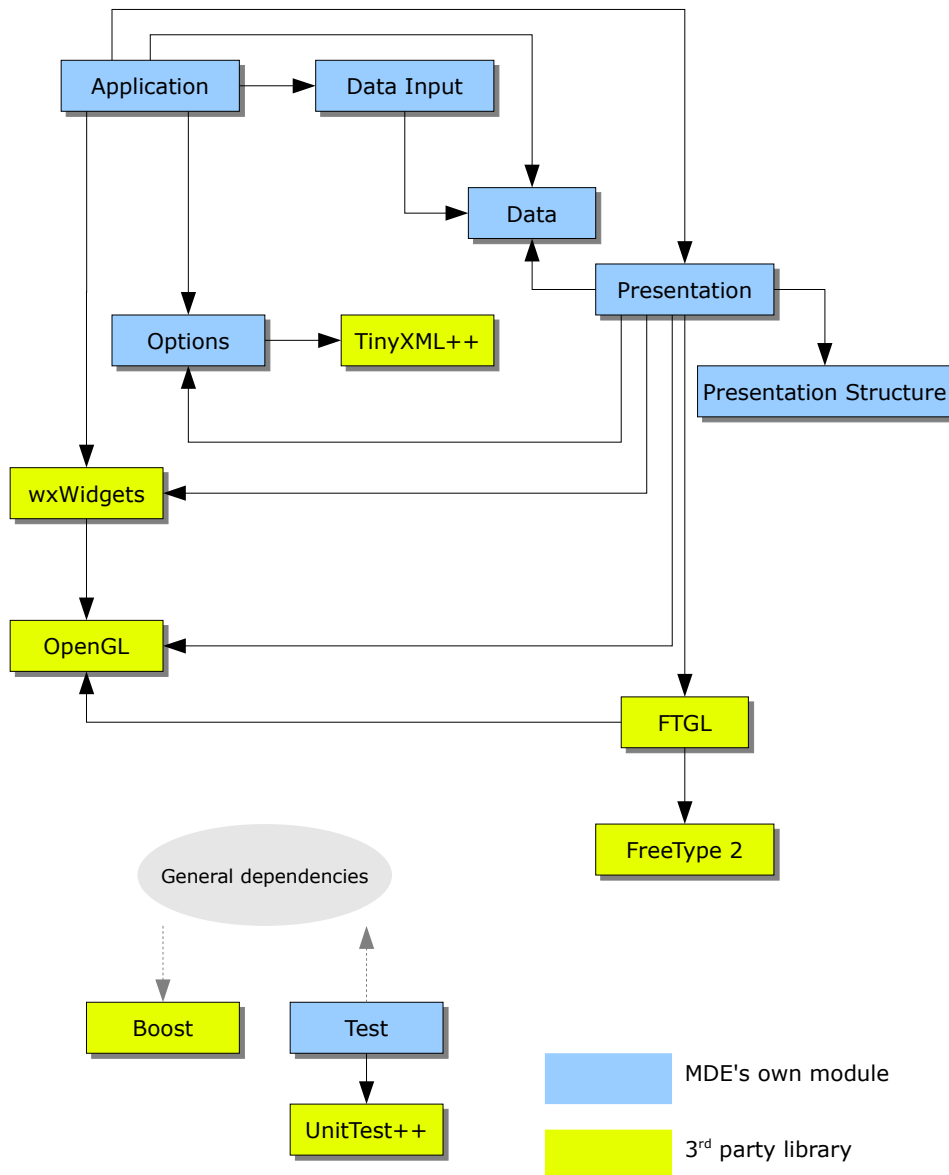 Application
Data Input
Data
Presentation
Options
TinyXML++
Presentation Structure
wxWidgets
OpenGL
FTGL
FreeType 2
General dependencies
Boost
Test
UnitTest++
MDE's own module
3rd party library